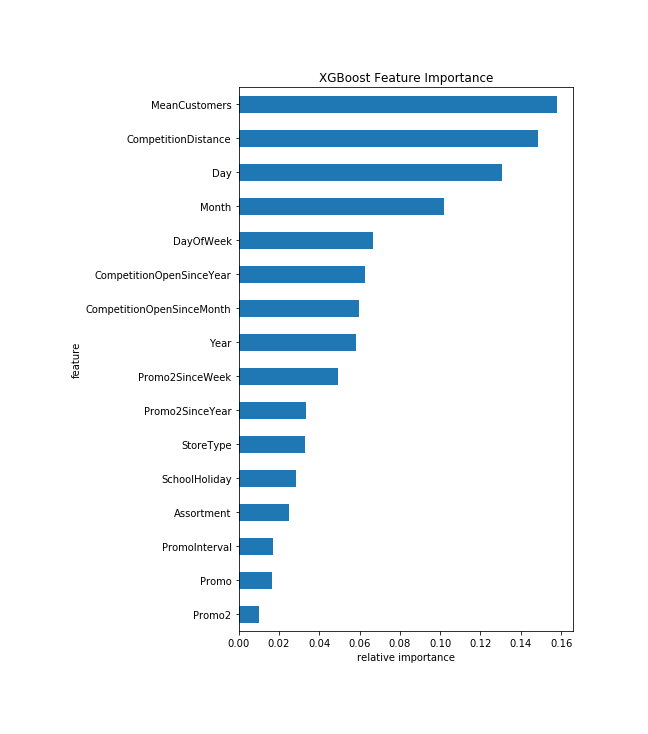 XGBoost Feature Importance
MeanCustomers
CompetitionDistance
Day
Month
DayOfWeek
CompetitionOpenSinceYear
CompetitionOpenSinceMonth
Year
Promo2SinceWeek
Promo2SinceYear
StoreType
SchoolHoliday
Assortment
PromoInterval
Promo
Promo2
feature
0.00 0.02 0.04 0.06 0.08 0.10 0.12 0.14 0.16
relative importance